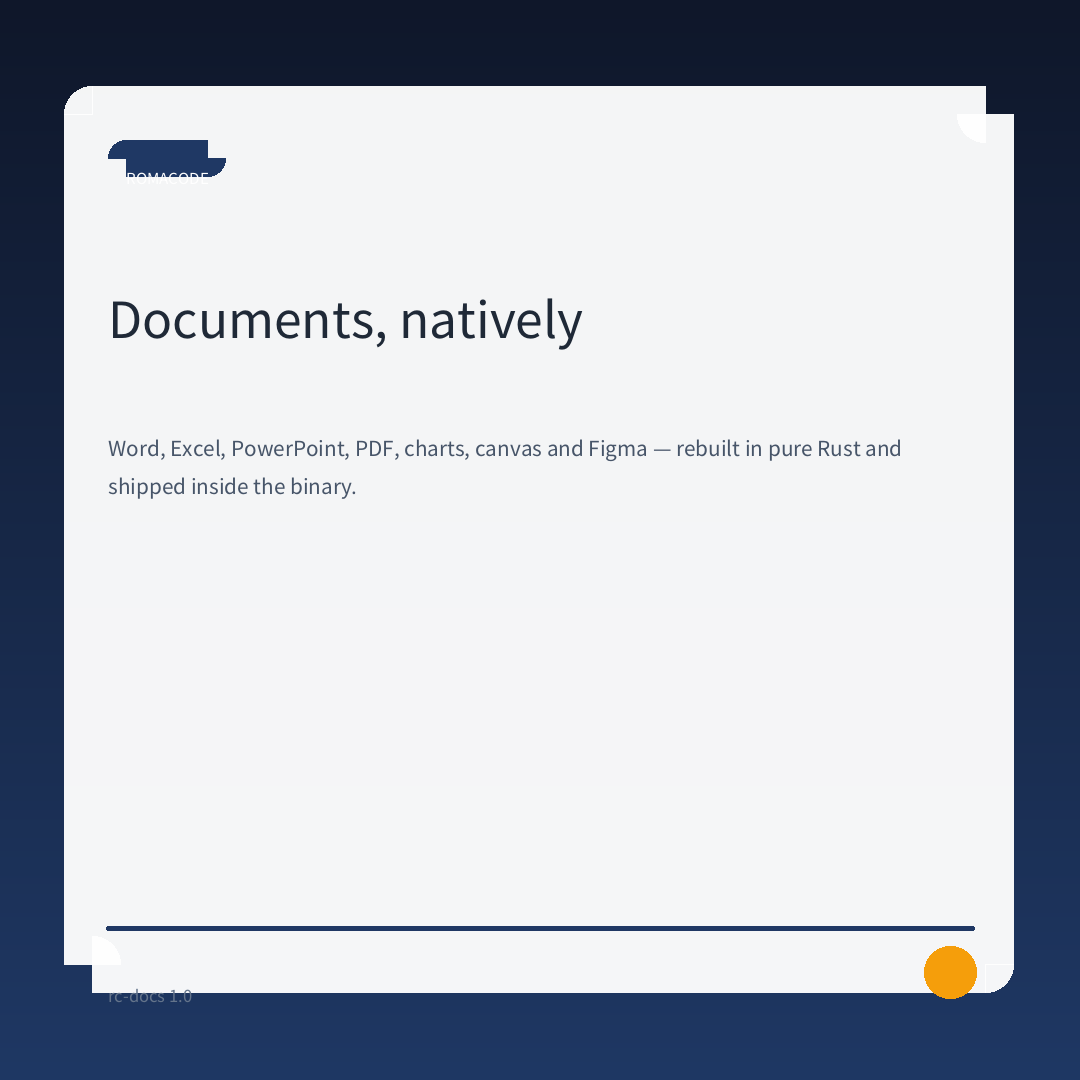 ROMACODE
Documents, natively
Word, Excel, PowerPoint, PDF, charts, canvas and Figma — rebuilt in pure Rust and
shipped inside the binary.
rc-docs 1.0